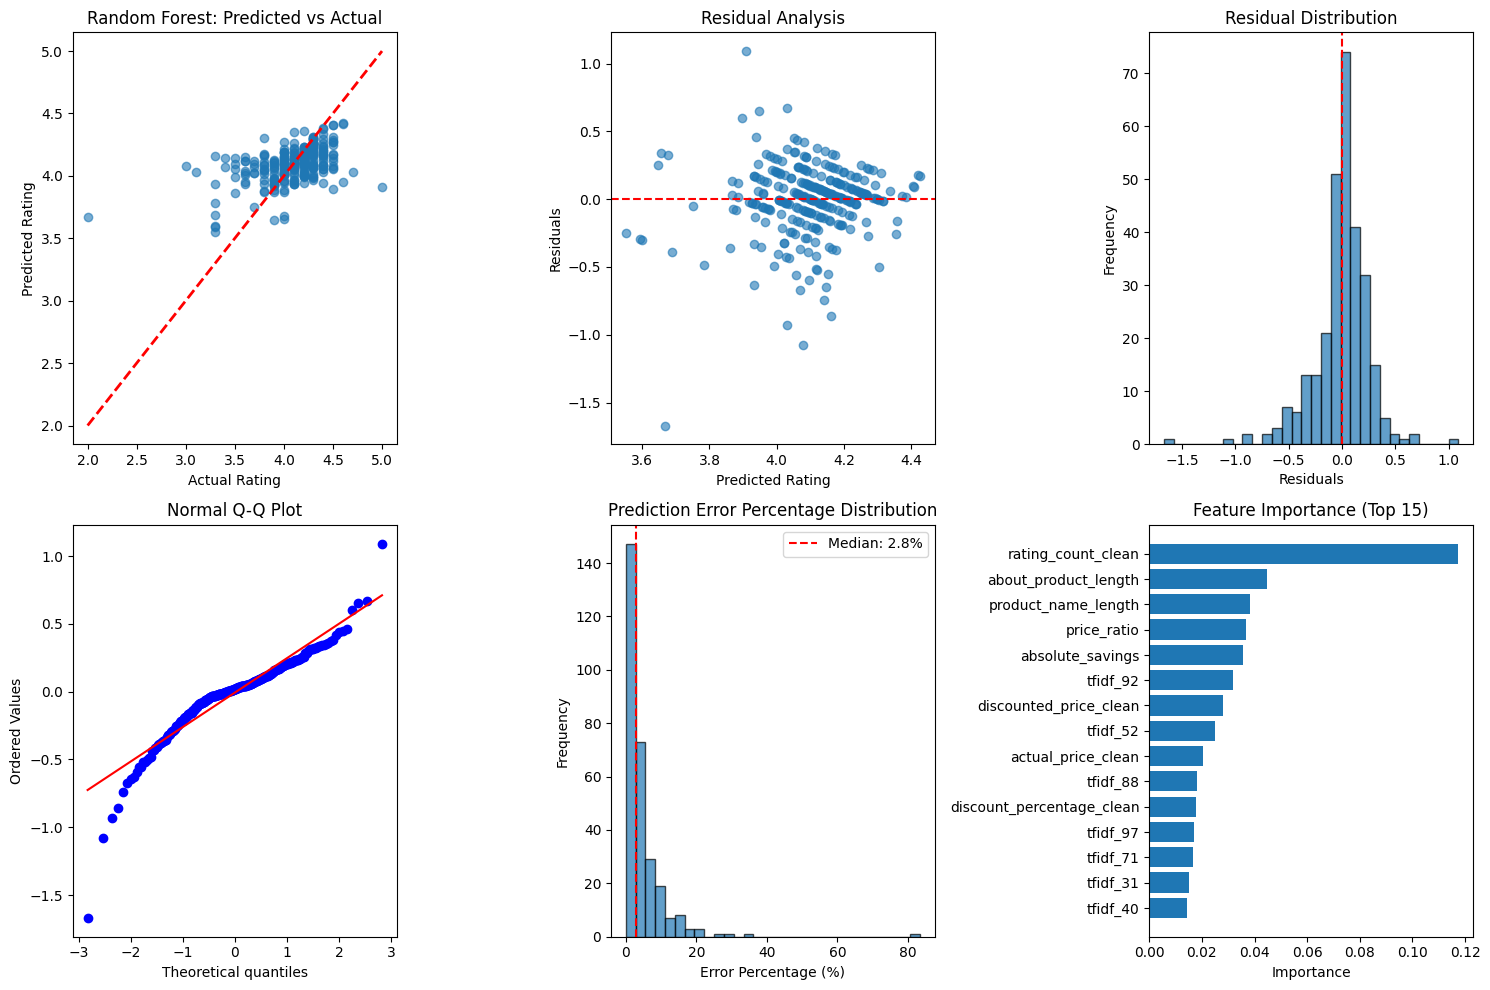 Random Forest: Predicted vs Actual
5.0
4.5
4.0
3.5
3.0
2.5
2.0
Predicted Rating
2.0 2.5 3.0 3.5 4.0 4.5 5.0
Actual Rating
Residual Analysis
1.0
0.5
0.0
−0.5
−1.0
−1.5
Residuals
3.6 3.8 4.0 4.2 4.4
Predicted Rating
Residual Distribution
70
60
50
40
30
20
10
0
Frequency
−1.5 −1.0 −0.5 0.0 0.5 1.0
Residuals
Normal Q-Q Plot
1.0
0.5
0.0
−0.5
−1.0
−1.5
Ordered Values
−3 −2 −1 0 1 2 3
Theoretical quantiles
Prediction Error Percentage Distribution
Median: 2.8%
140
120
100
80
60
40
20
0
Frequency
0 20 40 60 80
Error Percentage (%)
Feature Importance (Top 15)
rating_count_clean
about_product_length
product_name_length
price_ratio
absolute_savings
tfidf_92
discounted_price_clean
tfidf_52
actual_price_clean
tfidf_88
discount_percentage_clean
tfidf_97
tfidf_71
tfidf_31
tfidf_40
0.00 0.02 0.04 0.06 0.08 0.10 0.12
Importance